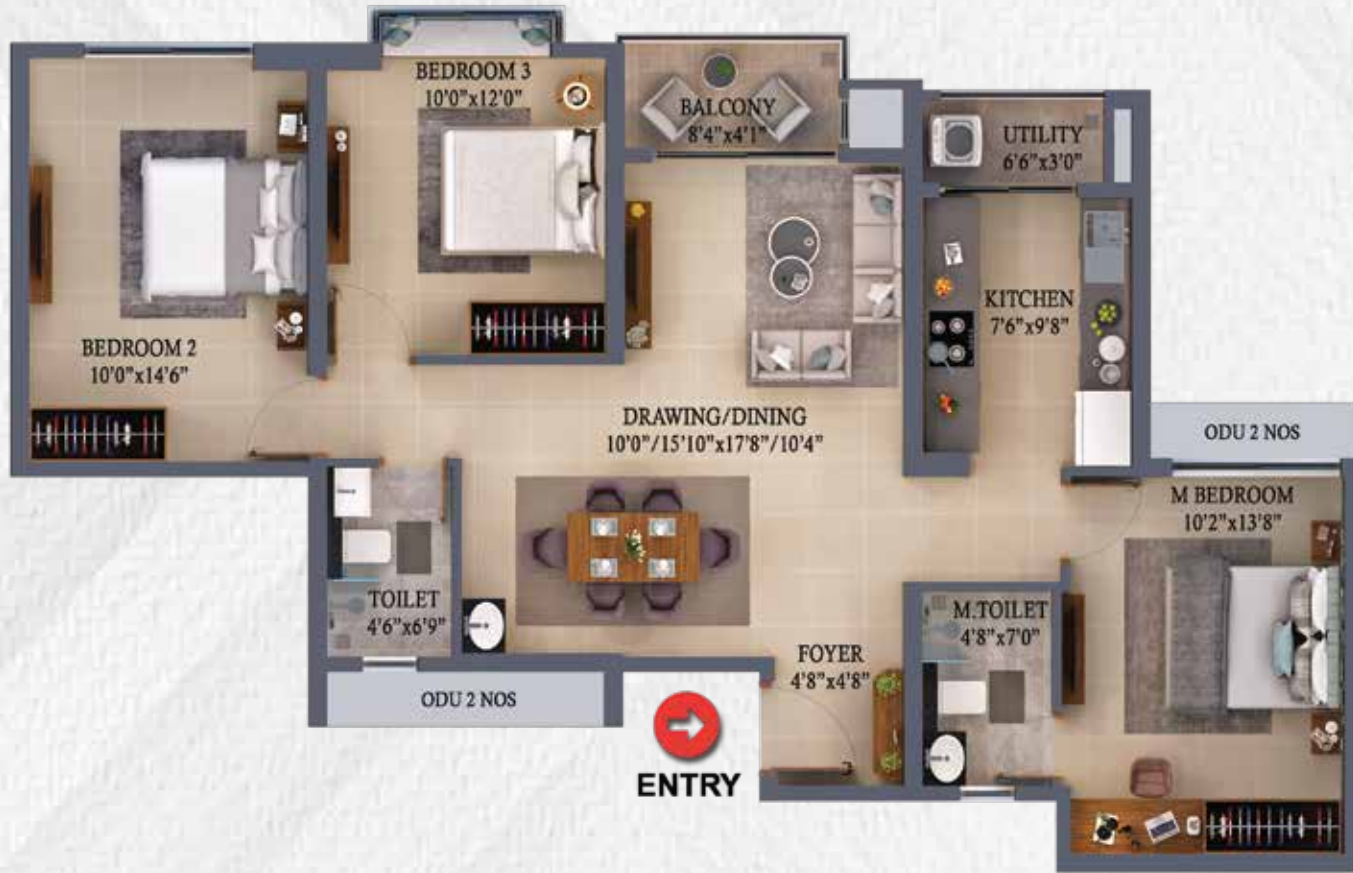 BEDROOM 3
10'0"x12'0"
BALCONY
8'4"x4'1"
UTILITY
6'6"x3'0"
KITCHEN
7'6"x9'8"
BEDROOM 2
10'0"x14'6"
DRAWING/DINING
10'0"/15'10"x17'8"/10'4"
ODU 2 NOS
M BEDROOM
10'2"x13'8"
TOILET
4'6"x6'9"
M.TOILET
4'8"x7'0"
FOYER
4'8"x4'8"
ODU 2 NOS
ENTRY